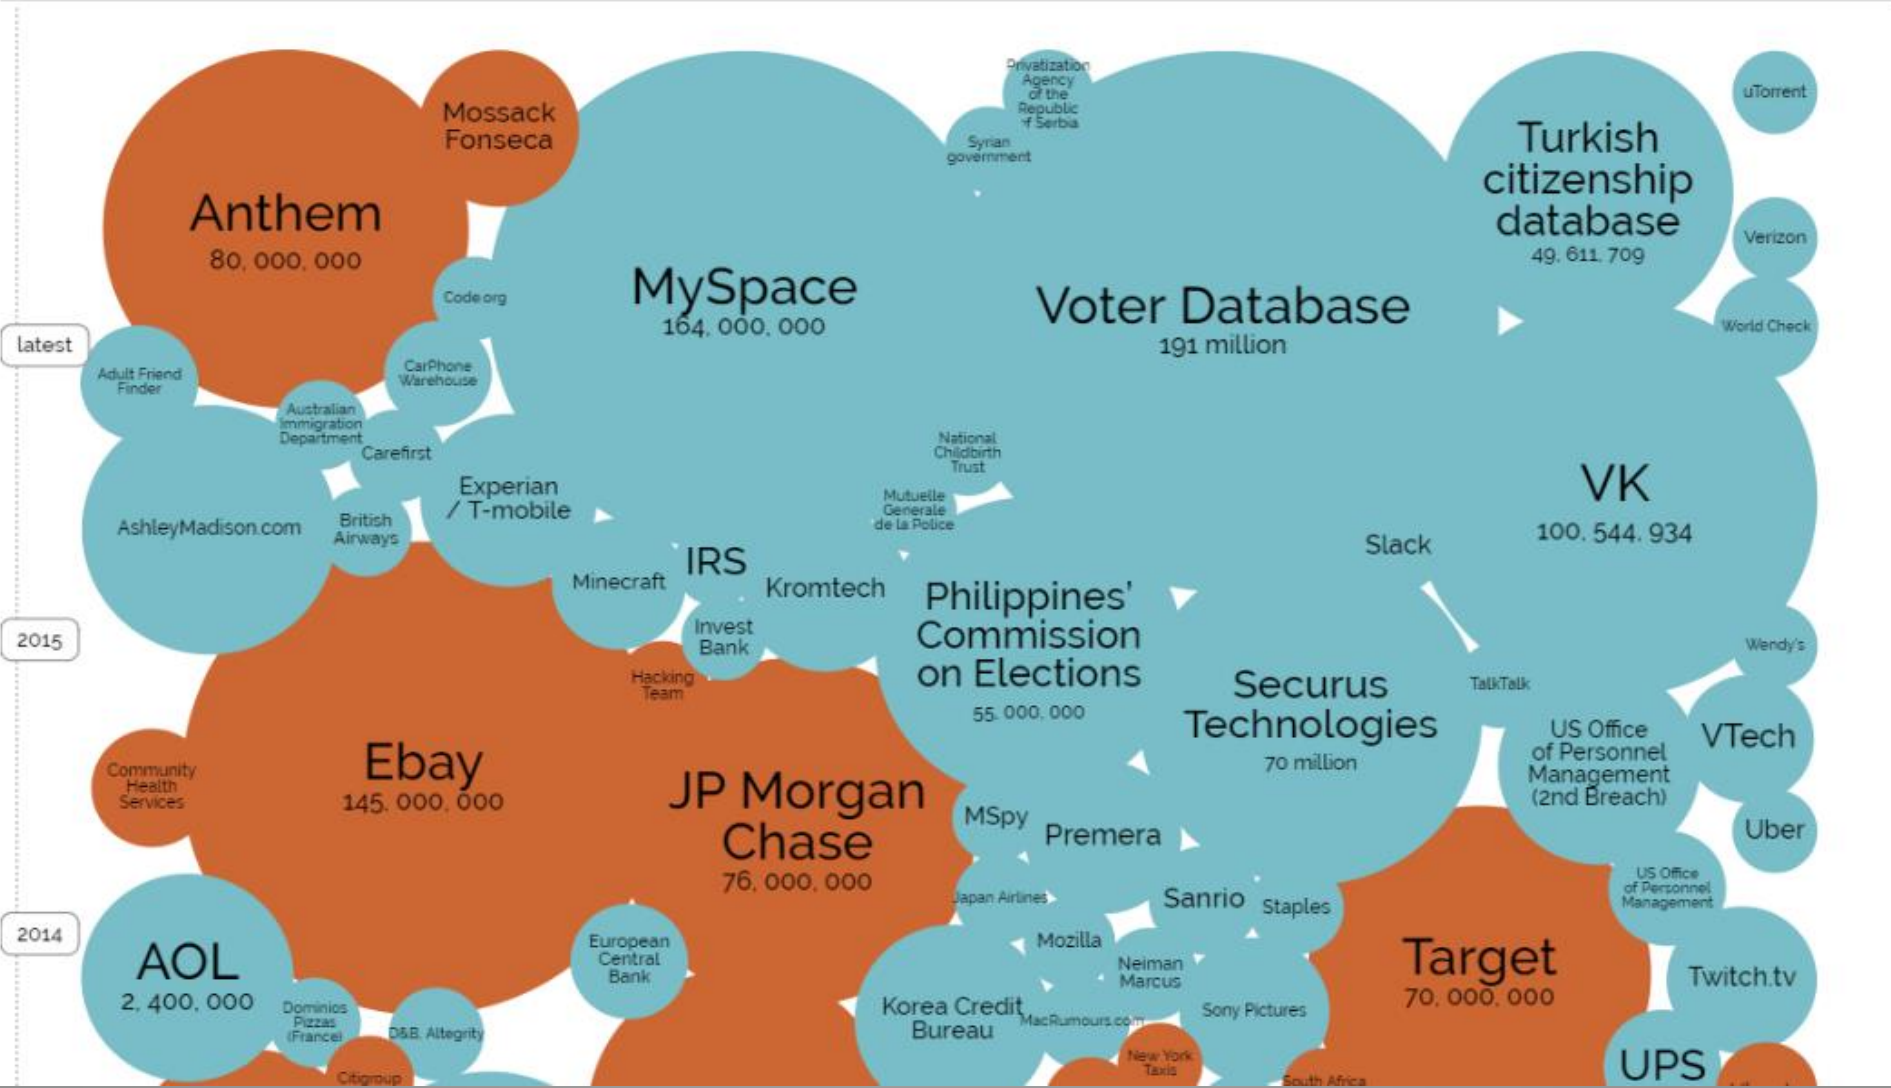 Privatization
Agency
of the
Republic
of Serbia
uTorrent
Mossack
Fonseca
Syrian
government
Turkish
citizenship
database
49, 611, 709
Anthem
80, 000, 000
Verizon
Code.org
MySpace
164, 000, 000
Voter Database
191 million
World Check
latest
Adult Friend
Finder
CarPhone
Warehouse
Australian
Immigration
Department
Carefirst
National
Childbirth
Trust
Experian
/ T-mobile
Mutuelle
Generale
de la Police
VK
100, 544, 934
AshleyMadison.com
British
Airways
Slack
IRS
Minecraft
Kromtech
Philippines'
Commission
on Elections
55, 000, 000
2015
Invest
Bank
Wendy's
Hacking
Team
TalkTalk
Securus
Technologies
70 million
US Office
of Personnel
Management
(2nd Breach)
VTech
Community
Health
Services
Ebay
145, 000, 000
JP Morgan
Chase
76, 000, 000
MSpy
Premera
Uber
US Office
of Personnel
Management
Japan Airlines
Sanrio
Staples
2014
AOL
2, 400, 000
European
Central
Bank
Mozilla
Neiman
Marcus
Target
70, 000, 000
Twitch.tv
Dominios
Pizzas
(France)
D&B, Altegrity
Korea Credit
Bureau
MacRumours.com
Sony Pictures
New York
Taxis
UPS
Citigroup
South Africa